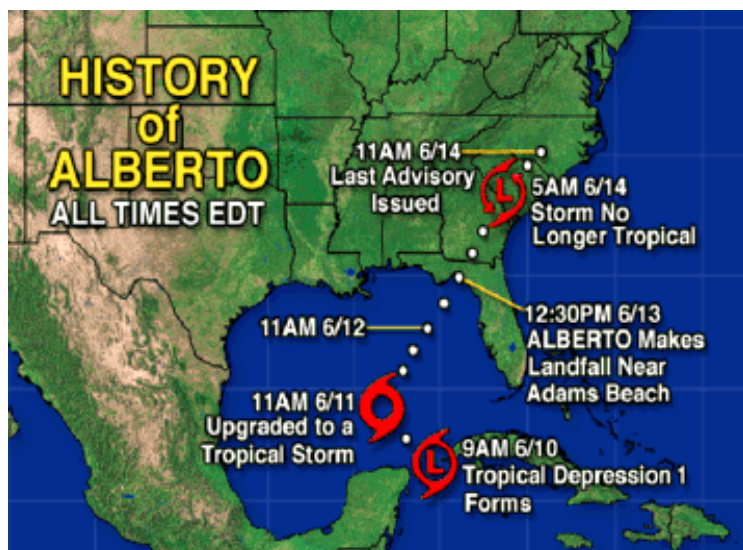 HISTORY
of
ALBERTO
ALL TIMES EDT
11AM 6/14
Last Advisory
Issued
L
5AM 6/14
Storm No
Longer Tropical
12:30PM 6/13
ALBERTO Makes
Landfall Near
Adams Beach
11AM 6/12
11AM 6/11
Upgraded to a
Tropical Storm
L
9AM 6/10
Tropical Depression 1
Forms